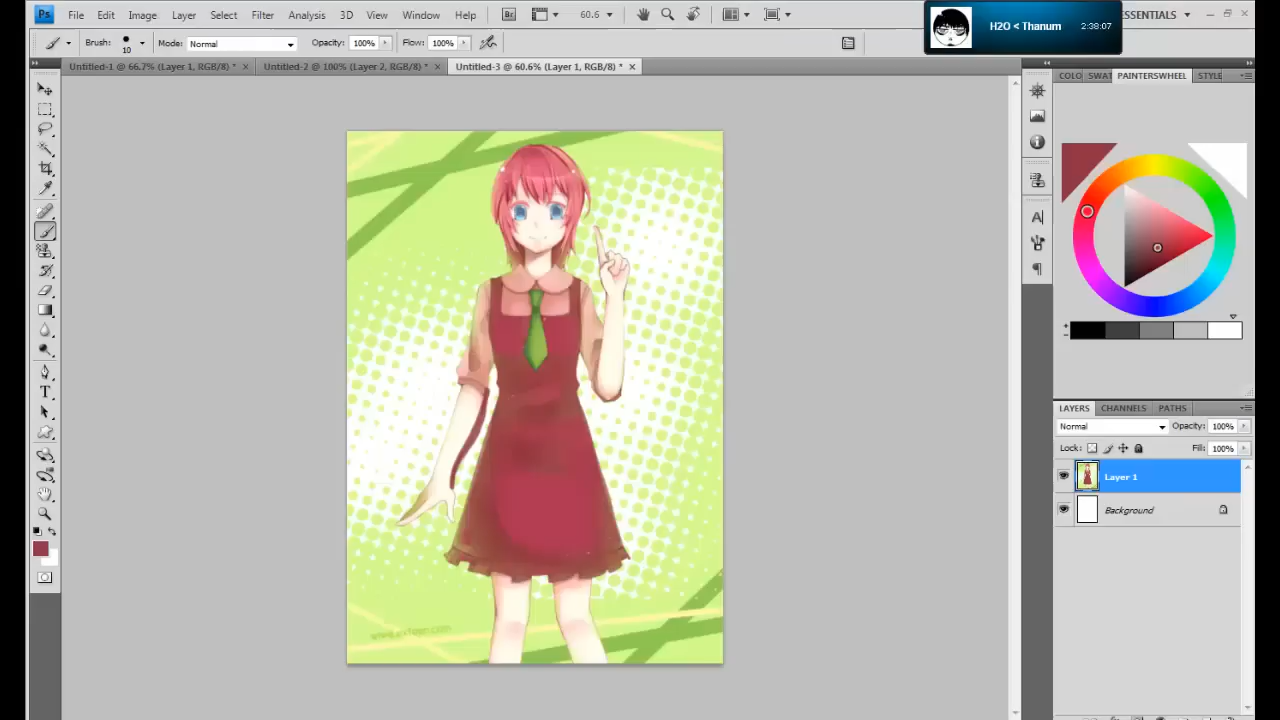 Ps File Edit Image Layer Select Filter Analysis 3D View Window Help Br 60.6 ESSENTIALS
H2O < Thanum 2:38:07
Brush: 10 Mode: Normal Opacity: 100% Flow: 100%
Untitled-1 @ 66.7% (Layer 1, RGB/8) * × Untitled-2 @ 100% (Layer 2, RGB/8) * × Untitled-3 @ 60.6% (Layer 1, RGB/8) * ×
COLO SWAT PAINTERSWHEEL STYLE
LAYERS CHANNELS PATHS
Normal Opacity: 100%
Lock: Fill: 100%
Layer 1
Background